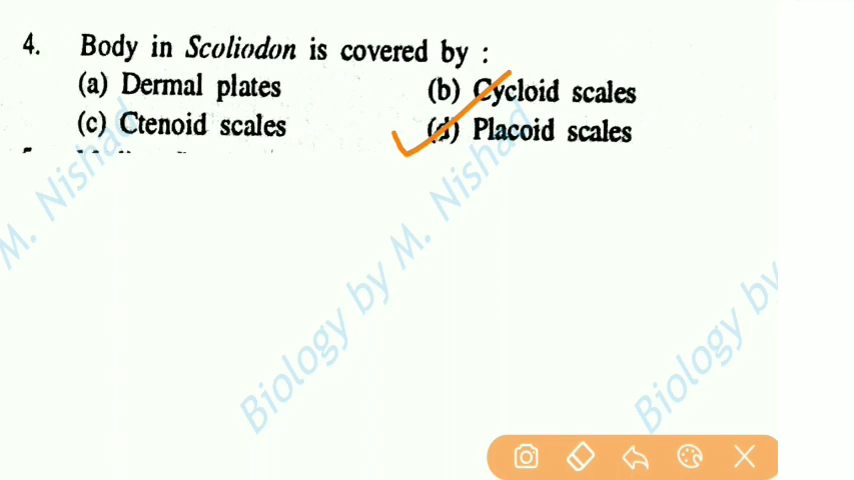 4. Body in Scoliodon is covered by :
(a) Dermal plates (b) Cycloid scales
(c) Ctenoid scales (d) Placoid scales
M. Nishad
Biology by M. Nishad
Biology by